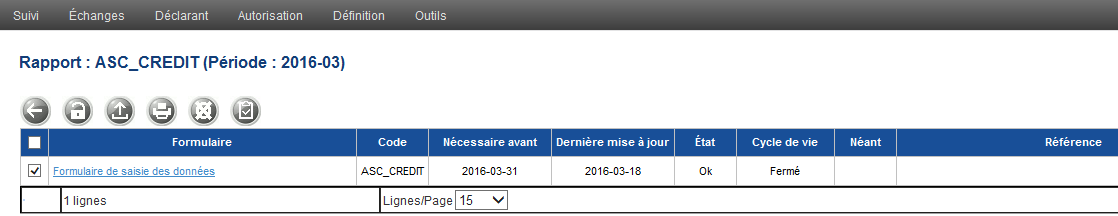 Suivi Échanges Déclarant Autorisation Définition Outils
Rapport : ASC_CREDIT (Période : 2016-03)
Formulaire Code Nécessaire avant Dernière mise à jour État Cycle de vie Néant Référence
Formulaire de saisie des données ASC_CREDIT 2016-03-31 2016-03-18 Ok Fermé
1 lignes Lignes/Page 15